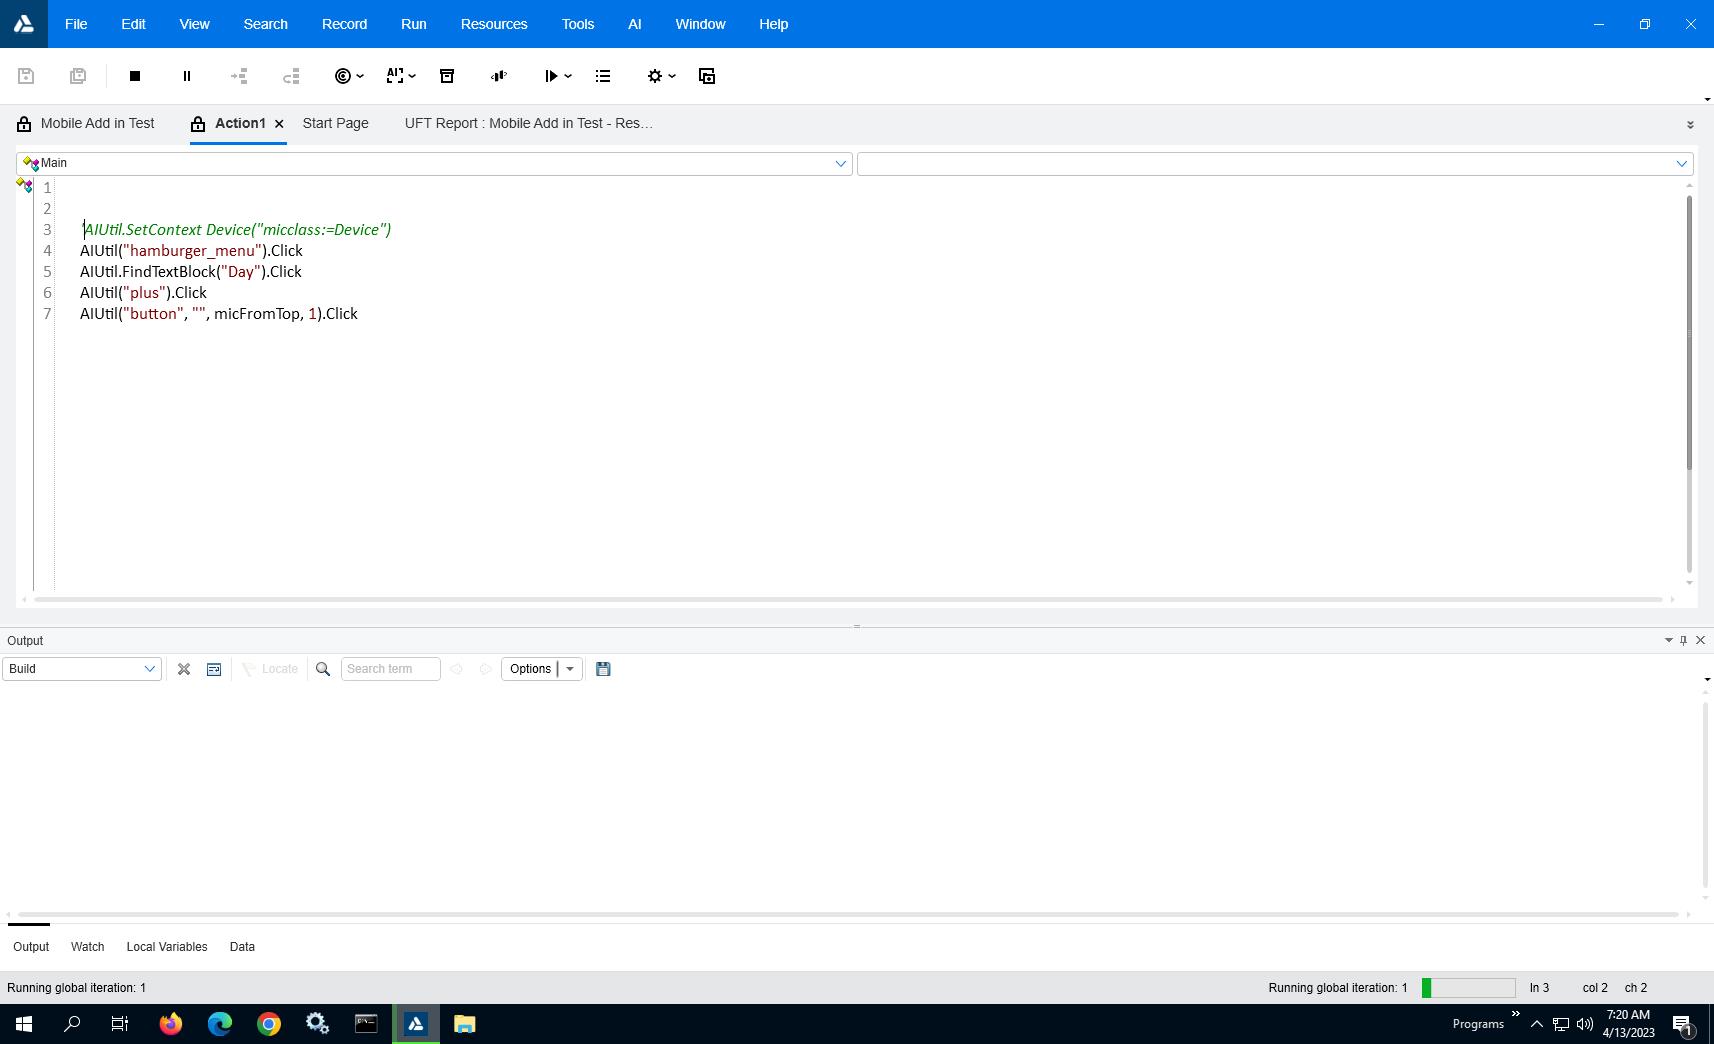 File Edit View Search Record Run Resources Tools AI Window Help
AI
Mobile Add in Test Action1 Start Page UFT Report : Mobile Add in Test - Res...
Main
1
2
3 'AIUtil.SetContext Device("micclass:=Device")
4 AIUtil("hamburger_menu").Click
5 AIUtil.FindTextBlock("Day").Click
6 AIUtil("plus").Click
7 AIUtil("button", "", micFromTop, 1).Click
Output
Build Locate Search term Options
Output Watch Local Variables Data
Running global iteration: 1 Running global iteration: 1 ln 3 col 2 ch 2
Programs 7:20 AM
4/13/2023 1